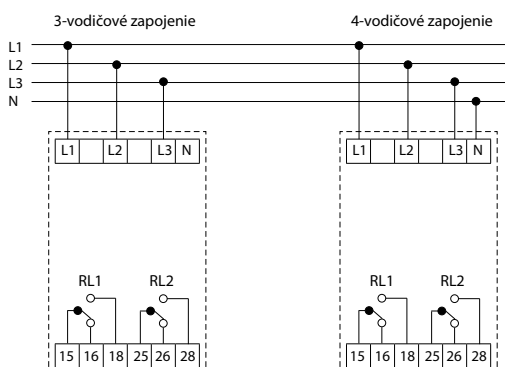 3-vodičové zapojenie 4-vodičové zapojenie
L1
L2
L3
N
L1 L2 L3 N L1 L2 L3 N
RL1 RL2 RL1 RL2
15 16 18 25 26 28 15 16 18 25 26 28